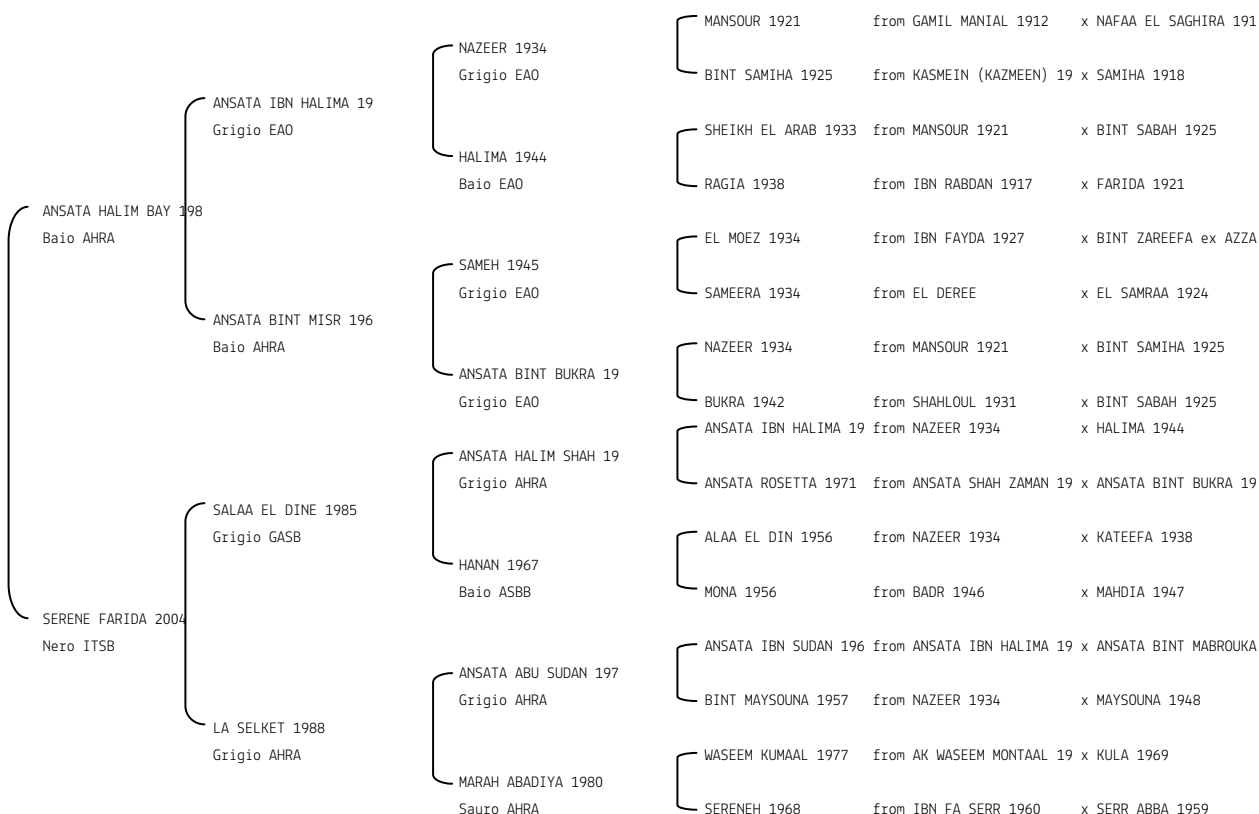 MANSOUR 1921 from GAMIL MANIAL 1912 x NAFAA EL SAGHIRA 191
NAZEER 1934
Grigio EAO BINT SAMIHA 1925 from KASMEIN (KAZMEEN) 19 x SAMIHA 1918
ANSATA IBN HALIMA 19
Grigio EAO SHEIKH EL ARAB 1933 from MANSOUR 1921 x BINT SABAH 1925
HALIMA 1944
Baio EAO RAGIA 1938 from IBN RABDAN 1917 x FARIDA 1921
ANSATA HALIM BAY 198
Baio AHRA EL MOEZ 1934 from IBN FAYDA 1927 x BINT ZAREEFA ex AZZA
SAMEH 1945
Grigio EAO SAMEERA 1934 from EL DEREE x EL SAMRAA 1924
ANSATA BINT MISR 196
Baio AHRA NAZEER 1934 from MANSOUR 1921 x BINT SAMIHA 1925
ANSATA BINT BUKRA 19
Grigio EAO BUKRA 1942 from SHAHLOUL 1931 x BINT SABAH 1925
ANSATA IBN HALIMA 19 from NAZEER 1934 x HALIMA 1944
ANSATA HALIM SHAH 19
Grigio AHRA ANSATA ROSETTA 1971 from ANSATA SHAH ZAMAN 19 x ANSATA BINT BUKRA 19
SALAA EL DINE 1985
Grigio GASB ALAA EL DIN 1956 from NAZEER 1934 x KATEEFA 1938
HANAN 1967
Baio ASBB MONA 1956 from BADR 1946 x MAHDIA 1947
SERENE FARIDA 2004
Nero ITSB ANSATA IBN SUDAN 196 from ANSATA IBN HALIMA 19 x ANSATA BINT MABROUKA
ANSATA ABU SUDAN 197
Grigio AHRA BINT MAYSOUNA 1957 from NAZEER 1934 x MAYSOUNA 1948
LA SELKET 1988
Grigio AHRA WASEEM KUMAAL 1977 from AK WASEEM MONTAAL 19 x KULA 1969
MARAH ABADIYA 1980
Sauro AHRA SERENEH 1968 from IBN FA SERR 1960 x SERR ABBA 1959